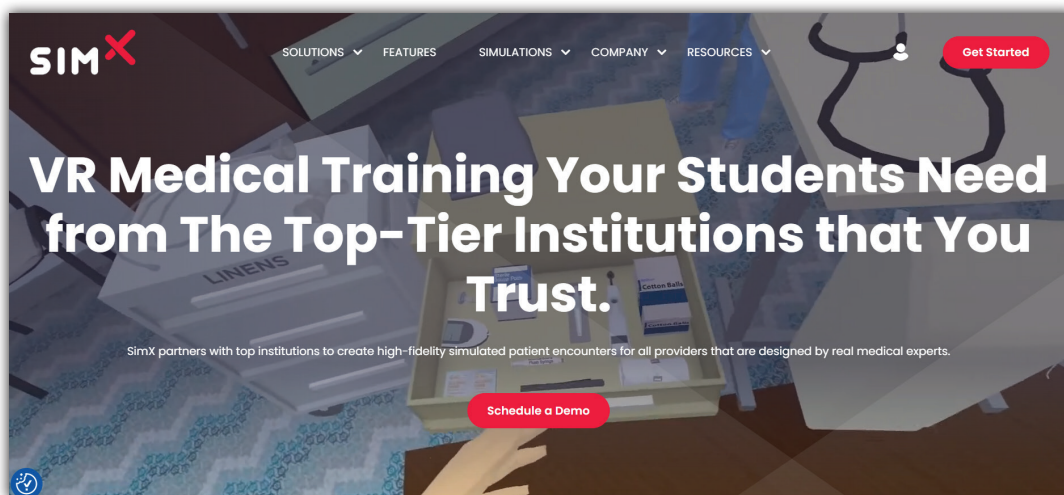 SIMX
SOLUTIONS
FEATURES
SIMULATIONS
COMPANY
RESOURCES
Get Started
VR Medical Training Your Students Need
from The Top-Tier Institutions that You
Trust.
LINENS
Cotton Balls
SimX partners with top institutions to create high-fidelity simulated patient encounters for all providers that are designed by real medical experts.
Schedule a Demo